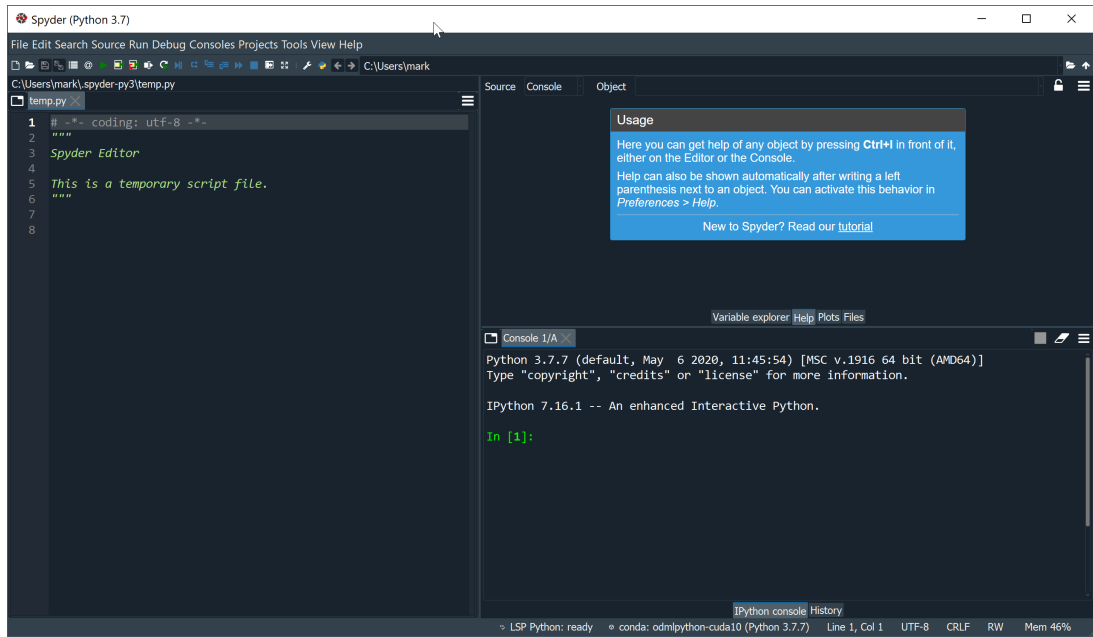 Spyder (Python 3.7)
File Edit Search Source Run Debug Consoles Projects Tools View Help
C:\Users\mark
C:\Users\mark\.spyder-py3\temp.py
temp.py
1 # -*- coding: utf-8 -*-
2 """
3 Spyder Editor
4
5 This is a temporary script file.
6 """
7
8
Source Console Object
Usage
Here you can get help of any object by pressing Ctrl+I in front of it,
either on the Editor or the Console.
Help can also be shown automatically after writing a left
parenthesis next to an object. You can activate this behavior in
Preferences > Help.
New to Spyder? Read our tutorial
Variable explorer Help Plots Files
Console 1/A
Python 3.7.7 (default, May  6 2020, 11:45:54) [MSC v.1916 64 bit (AMD64)]
Type "copyright", "credits" or "license" for more information.
IPython 7.16.1 -- An enhanced Interactive Python.
In [1]:
IPython console History
LSP Python: ready conda: odmlpython-cuda10 (Python 3.7.7) Line 1, Col 1 UTF-8 CRLF RW Mem 46%